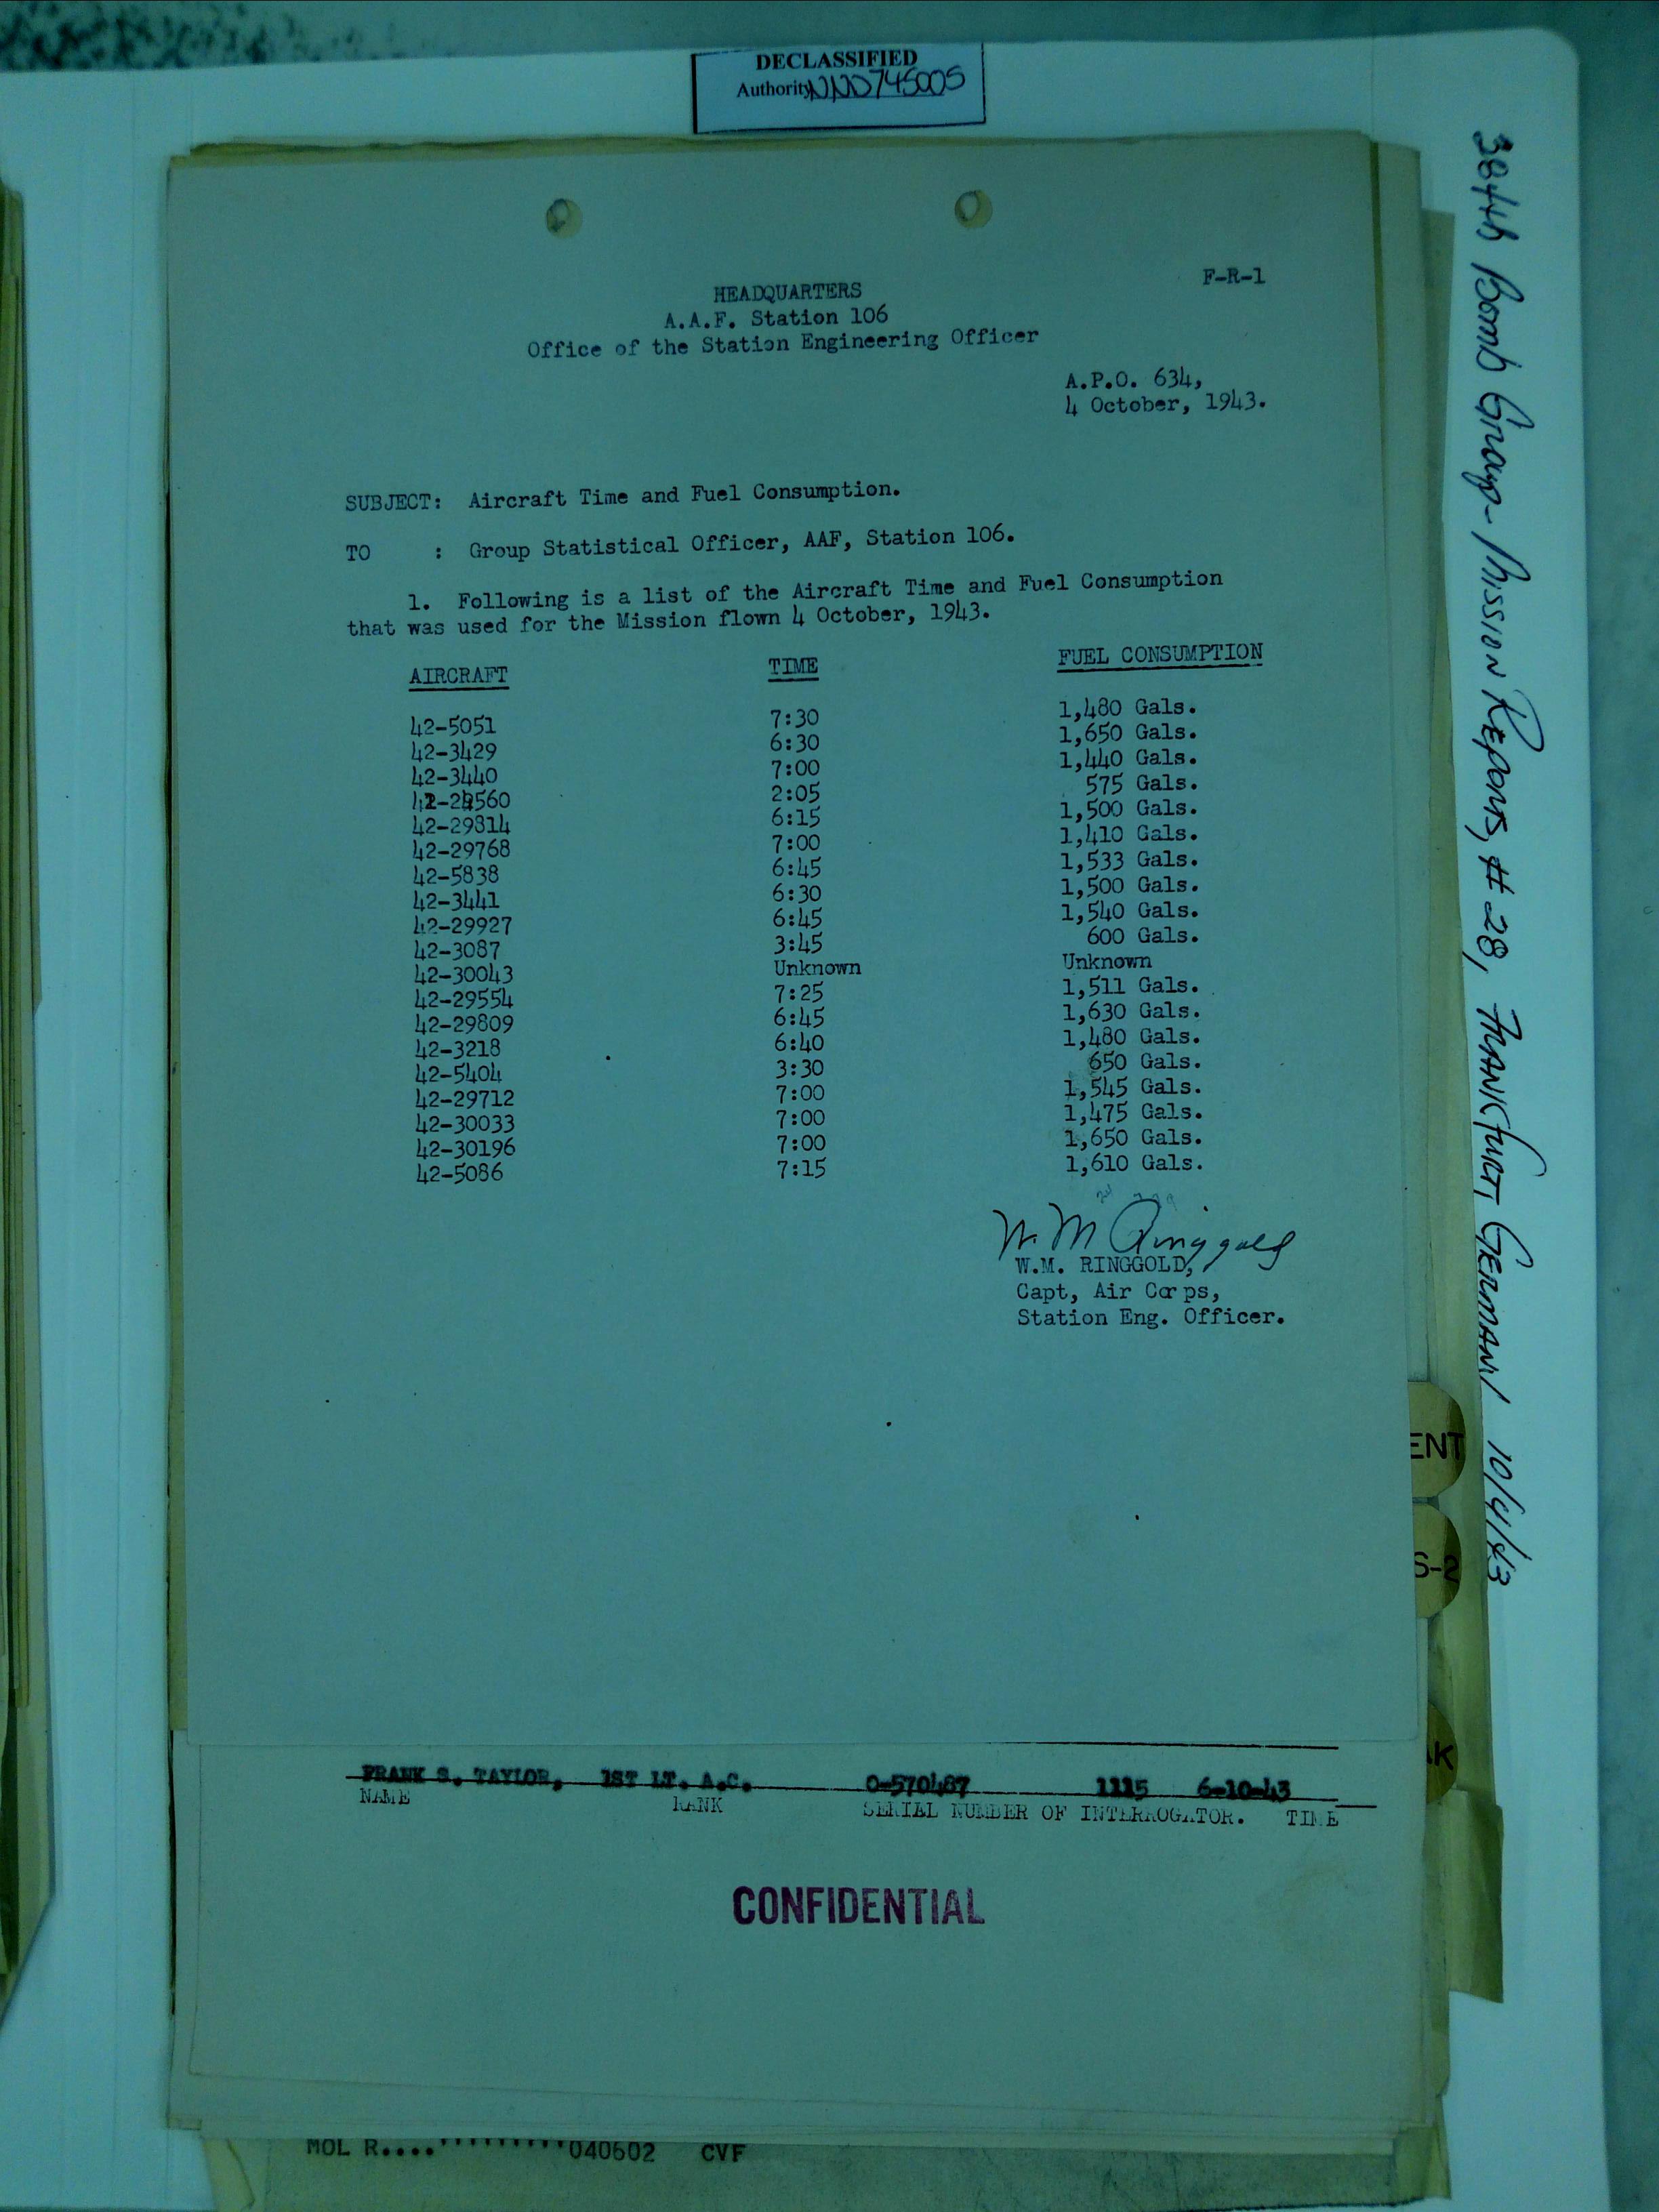 DECLASSIFIED
Authority NND745005
384th Bomb Group - Mission Reports, # 28, FRANKfurt, Germany 10/4/43
F-R-1
HEADQUARTERS
A.A.F. Station 106
Office of the Station Engineering Officer
A.P.O. 634,
4 October, 1943.
SUBJECT: Aircraft Time and Fuel Consumption.
TO : Group Statistical Officer, AAF, Station 106.
1. Following is a list of the Aircraft Time and Fuel Consumption
that was used for the Mission flown 4 October, 1943.
AIRCRAFT TIME FUEL CONSUMPTION
42-5051 7:30 1,480 Gals.
42-3429 6:30 1,650 Gals.
42-3440 7:00 1,440 Gals.
2:05 575 Gals.
42-29814 6:15 1,500 Gals.
42-29768 7:00 1,410 Gals.
42-5838 6:45 1,533 Gals.
42-3441 6:30 1,500 Gals.
42-29927 6:45 1,540 Gals.
42-3087 3:45 600 Gals.
42-30043 Unknown Unknown
42-29554 7:25 1,511 Gals.
42-29809 6:45 1,630 Gals.
42-3218 6:40 1,480 Gals.
42-5404 3:30 650 Gals.
42-29712 7:00 1,545 Gals.
42-30033 7:00 1,475 Gals.
42-30196 7:00 1,650 Gals.
42-5086 7:15 1,610 Gals.
W. M Ringgold
W.M. RINGGOLD,
Capt, Air Corps,
Station Eng. Officer.
ENT
S-2
AK
FRANK S. TAYLOR, 1ST LT. A.C. O-570487 1115 6-10-43
NAME RANK SERIAL NUMBER OF INTERROGATOR. TIME
CONFIDENTIAL
MOL R.... 040602 CVF